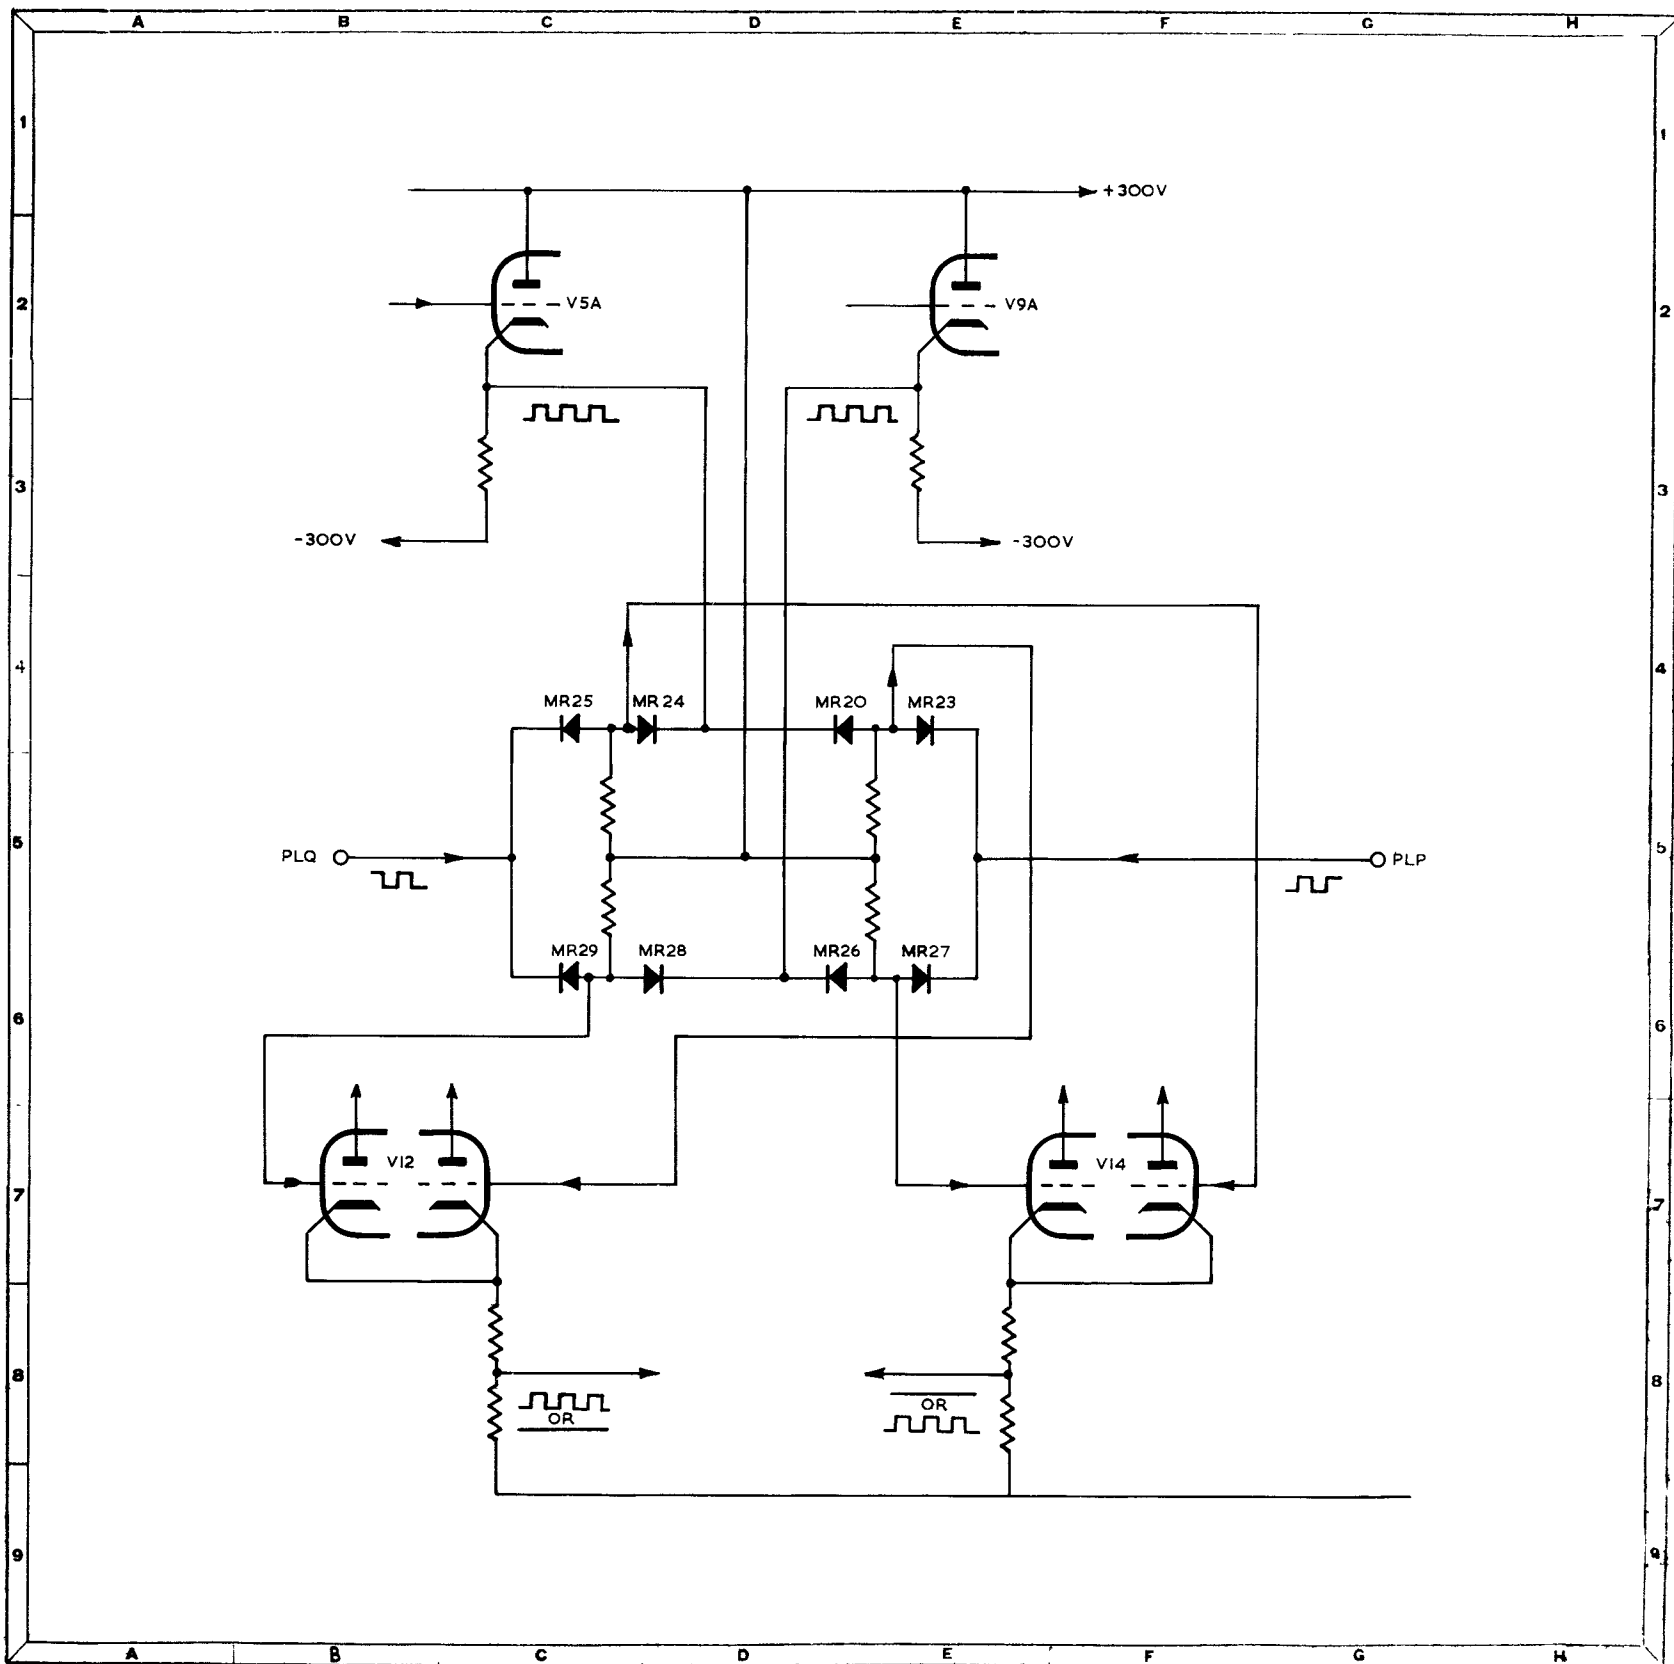 A B C D E F G H
1 1
+300V
2 V5A V9A 2
3 3
-300V -300V
4 4
MR25 MR24 MR20 MR23
5 5
PLQ PLP
MR29 MR28 MR26 MR27
6 6
V12 V14
7 7
8 8
OR OR
9 9
A B C D E F G H